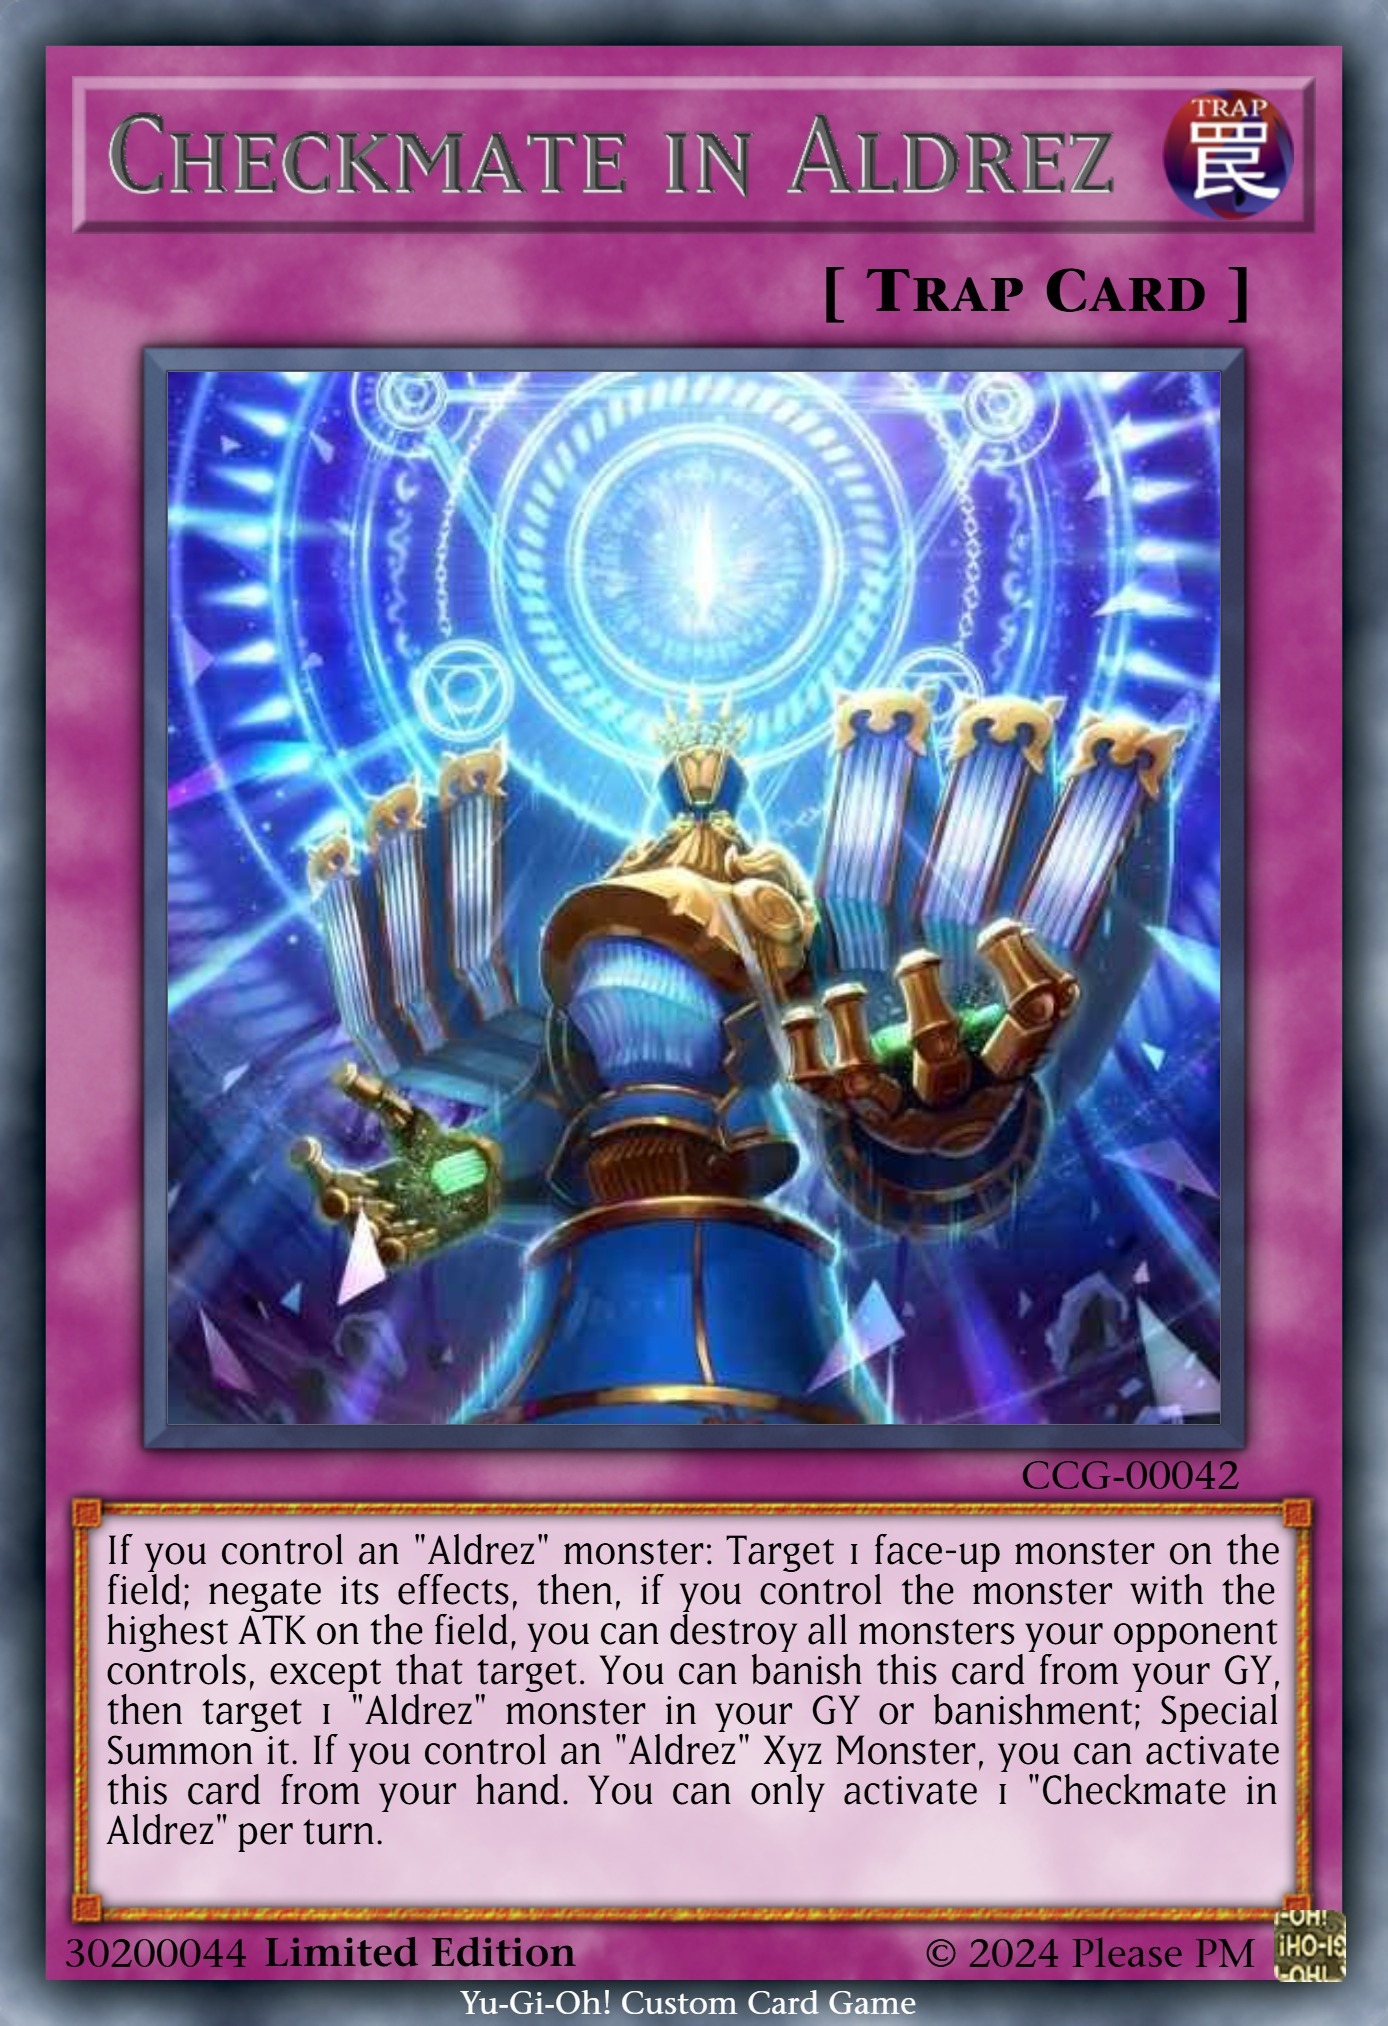 Checkmate in Aldrez
TRAP
罠
[ Trap Card ]
CCG-00042
If you control an "Aldrez" monster: Target 1 face-up monster on the
field; negate its effects, then, if you control the monster with the
highest ATK on the field, you can destroy all monsters your opponent
controls, except that target. You can banish this card from your GY,
then target 1 "Aldrez" monster in your GY or banishment; Special
Summon it. If you control an "Aldrez" Xyz Monster, you can activate
this card from your hand. You can only activate 1 "Checkmate in
Aldrez" per turn.
30200044 Limited Edition
© 2024 Please PM
Yu-Gi-Oh! Custom Card Game